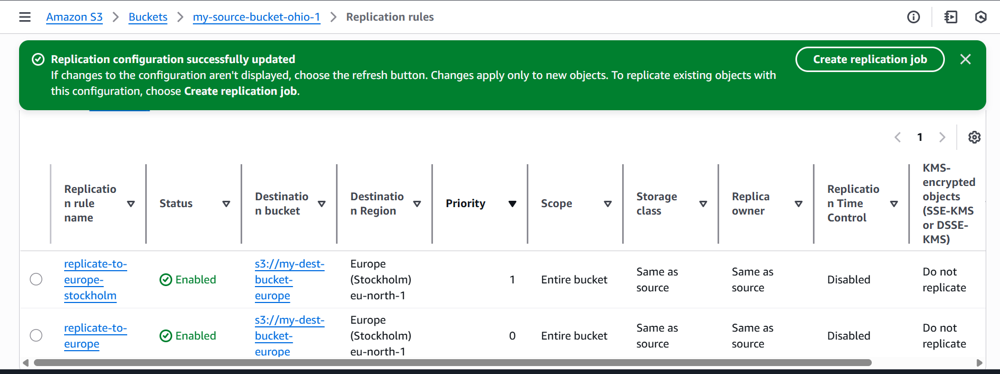 Amazon S3 > Buckets > my-source-bucket-ohio-1 > Replication rules
Replication configuration successfully updated
If changes to the configuration aren't displayed, choose the refresh button. Changes apply only to new objects. To replicate existing objects with
this configuration, choose Create replication job.
Create replication job
1
Replicatio
n rule
name
Status
Destinatio
n bucket
Destinatio
n Region
Priority
Scope
Storage
class
Replica
owner
Replicatio
n Time
Control
KMS-
encrypted
objects
(SSE-KMS
or DSSE-
KMS)
replicate-to-
europe-
stockholm
Enabled
s3://my-dest-
bucket-
europe
Europe
(Stockholm)
eu-north-1
1
Entire bucket
Same as
source
Same as
source
Disabled
Do not
replicate
replicate-to-
europe
Enabled
s3://my-dest-
bucket-
europe
Europe
(Stockholm)
eu-north-1
0
Entire bucket
Same as
source
Same as
source
Disabled
Do not
replicate